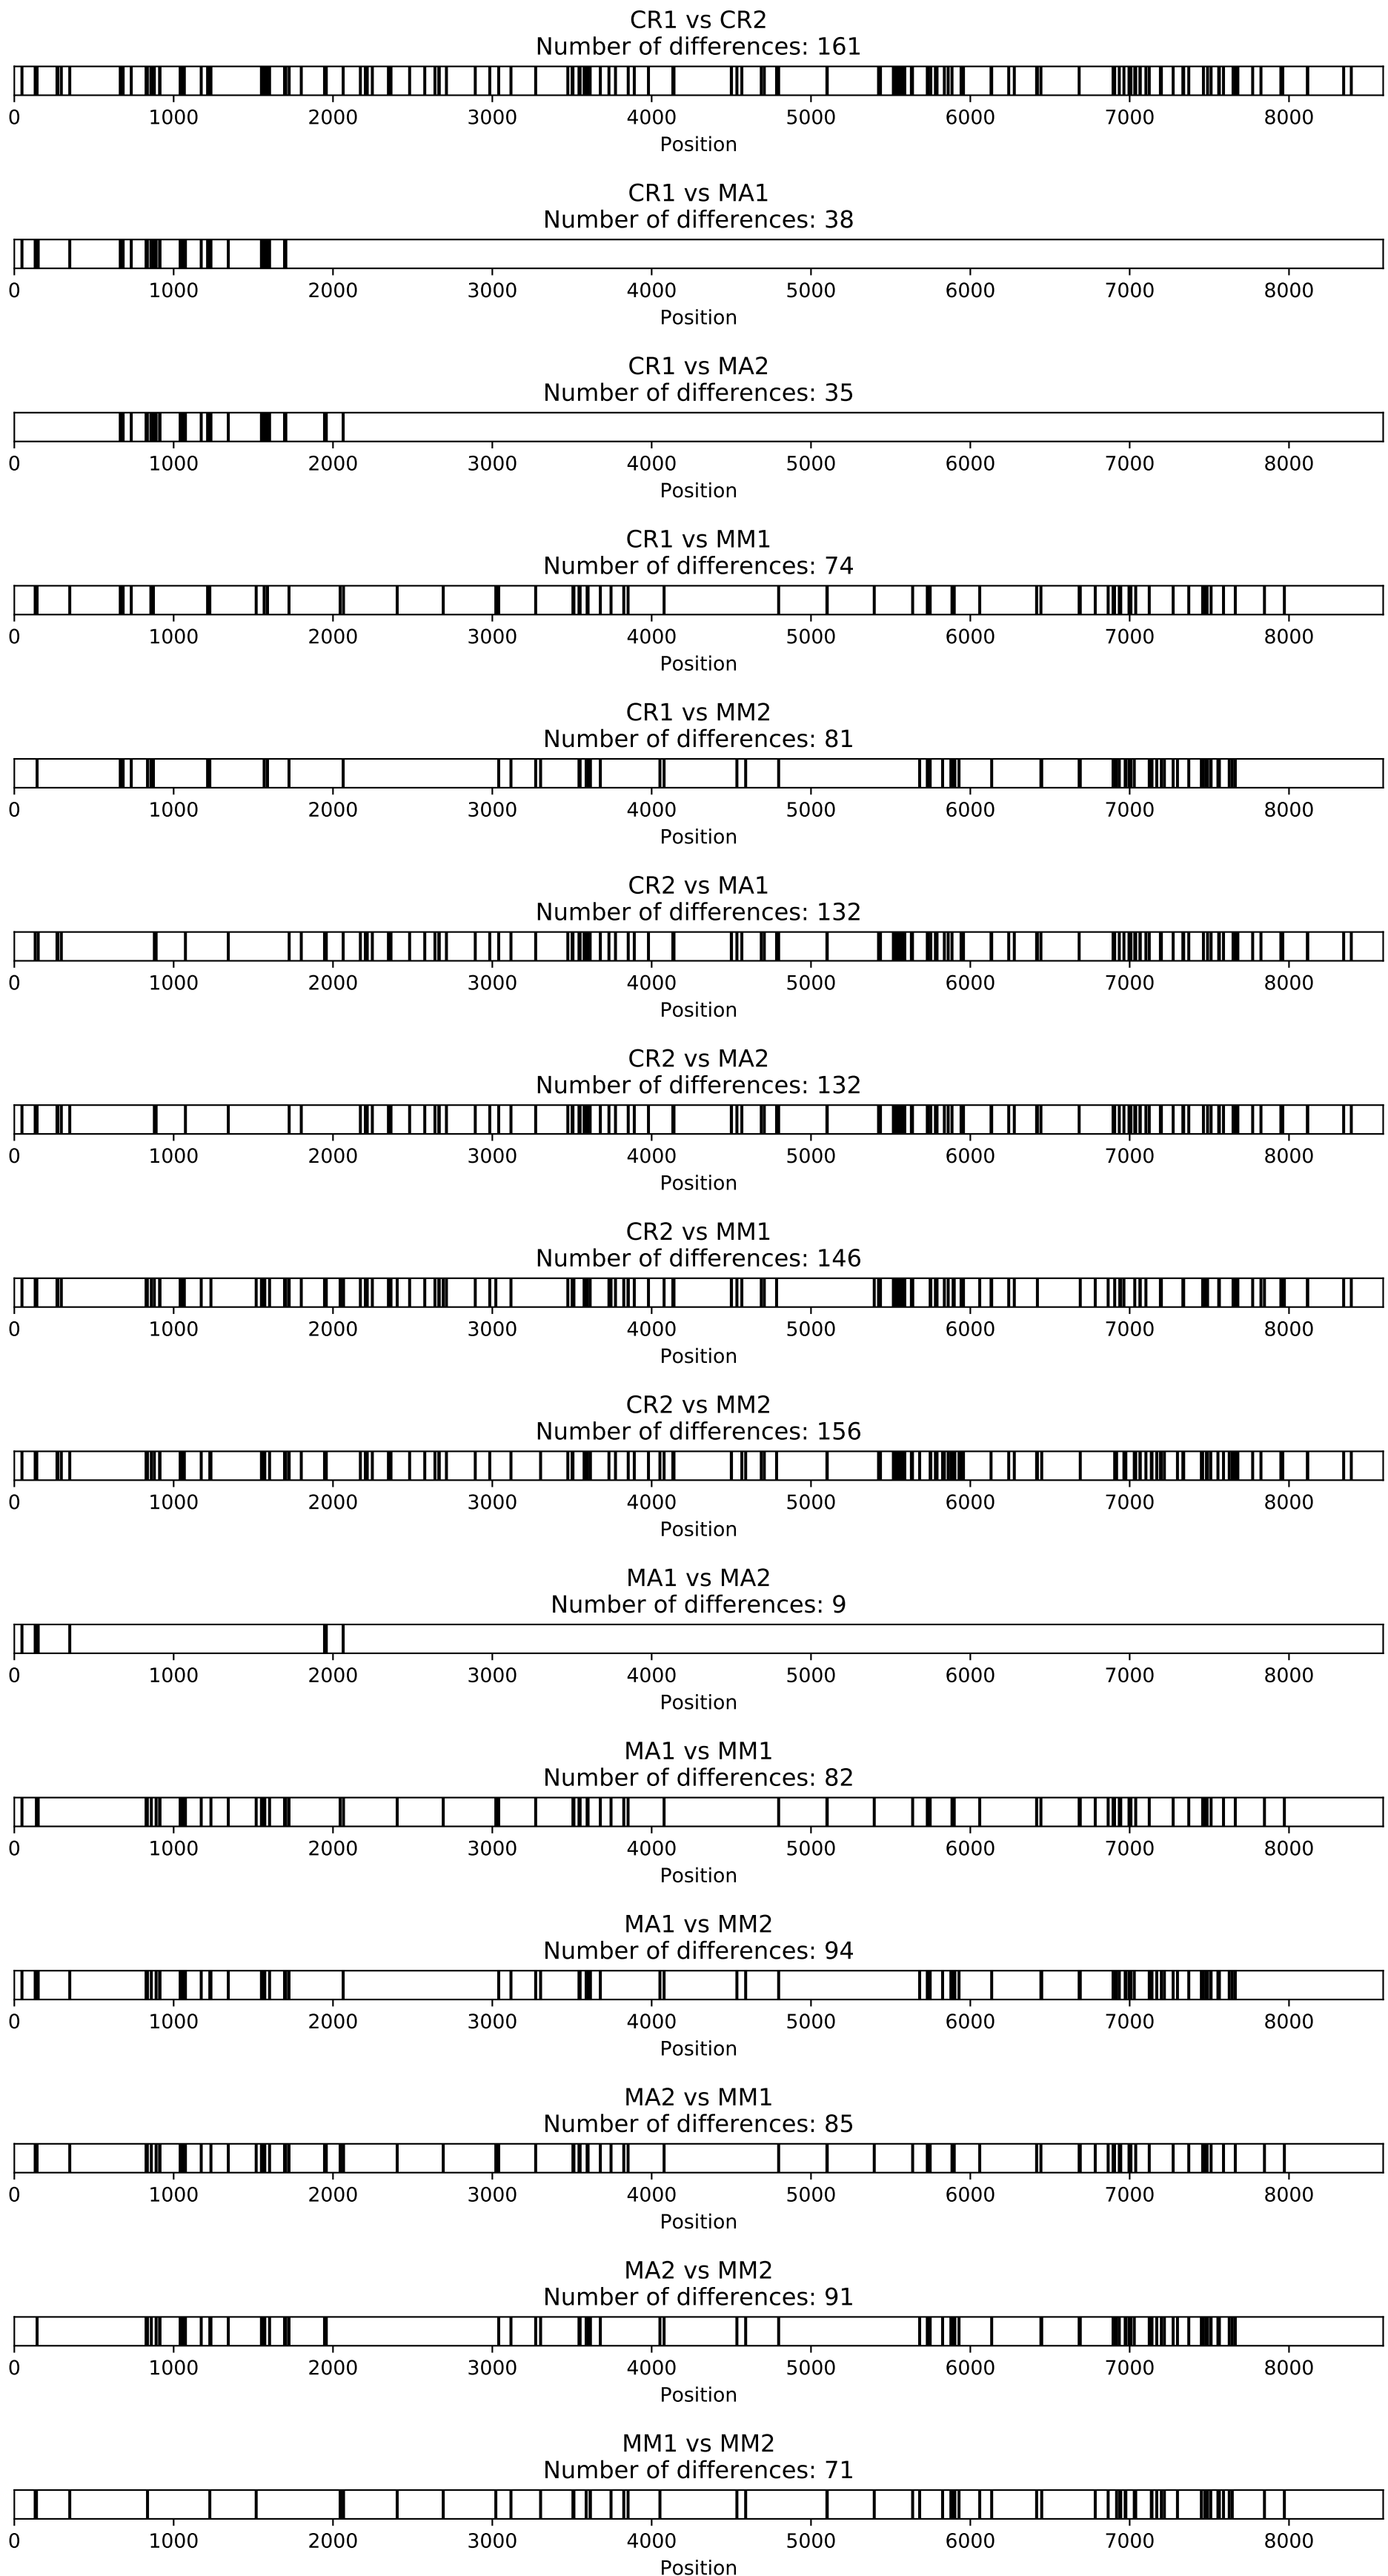 CR1 vs CR2
Number of differences: 161
0 1000 2000 3000 4000 5000 6000 7000 8000
Position
CR1 vs MA1
Number of differences: 38
0 1000 2000 3000 4000 5000 6000 7000 8000
Position
CR1 vs MA2
Number of differences: 35
0 1000 2000 3000 4000 5000 6000 7000 8000
Position
CR1 vs MM1
Number of differences: 74
0 1000 2000 3000 4000 5000 6000 7000 8000
Position
CR1 vs MM2
Number of differences: 81
0 1000 2000 3000 4000 5000 6000 7000 8000
Position
CR2 vs MA1
Number of differences: 132
0 1000 2000 3000 4000 5000 6000 7000 8000
Position
CR2 vs MA2
Number of differences: 132
0 1000 2000 3000 4000 5000 6000 7000 8000
Position
CR2 vs MM1
Number of differences: 146
0 1000 2000 3000 4000 5000 6000 7000 8000
Position
CR2 vs MM2
Number of differences: 156
0 1000 2000 3000 4000 5000 6000 7000 8000
Position
MA1 vs MA2
Number of differences: 9
0 1000 2000 3000 4000 5000 6000 7000 8000
Position
MA1 vs MM1
Number of differences: 82
0 1000 2000 3000 4000 5000 6000 7000 8000
Position
MA1 vs MM2
Number of differences: 94
0 1000 2000 3000 4000 5000 6000 7000 8000
Position
MA2 vs MM1
Number of differences: 85
0 1000 2000 3000 4000 5000 6000 7000 8000
Position
MA2 vs MM2
Number of differences: 91
0 1000 2000 3000 4000 5000 6000 7000 8000
Position
MM1 vs MM2
Number of differences: 71
0 1000 2000 3000 4000 5000 6000 7000 8000
Position